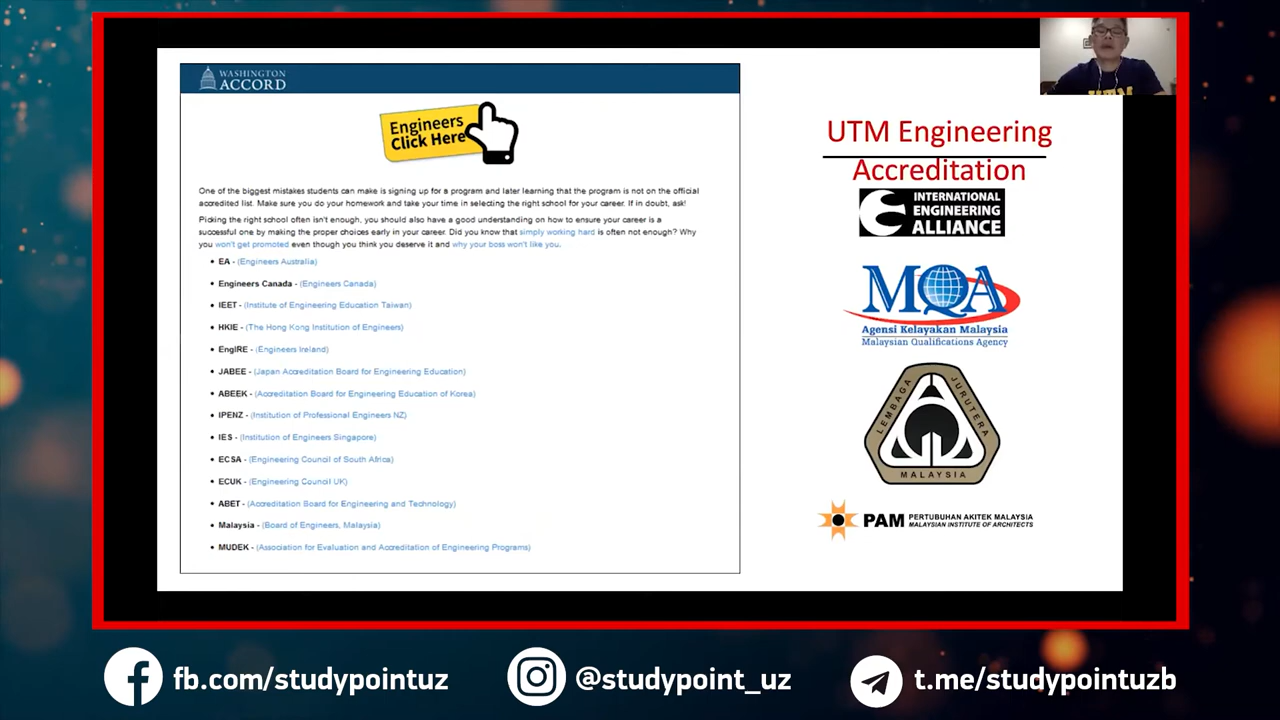 WASHINGTON
ACCORD
Engineers
Click Here
One of the biggest mistakes students can make is signing up for a program and later learning that the program is not on the official
accredited list. Make sure you do your homework and take your time in selecting the right school for your career. If in doubt, ask!
Picking the right school often isn't enough, you should also have a good understanding on how to ensure your career is a
successful one by making the proper choices early in your career. Did you know that simply working hard is often not enough? Why
you won't get promoted even though you think you deserve it and why your boss won't like you.
• EA - (Engineers Australia)
• Engineers Canada - (Engineers Canada)
• IEET - (Institute of Engineering Education Taiwan)
• HKIE - (The Hong Kong Institution of Engineers)
• EngIRE - (Engineers Ireland)
• JABEE - (Japan Accreditation Board for Engineering Education)
• ABEEK - (Accreditation Board for Engineering Education of Korea)
• IPENZ - (Institution of Professional Engineers NZ)
• IES - (Institution of Engineers Singapore)
• ECSA - (Engineering Council of South Africa)
• ECUK - (Engineering Council UK)
• ABET - (Accreditation Board for Engineering and Technology)
• Malaysia - (Board of Engineers, Malaysia)
• MUDEK - (Association for Evaluation and Accreditation of Engineering Programs)
UTM Engineering
Accreditation
INTERNATIONAL
ENGINEERING
ALLIANCE
MQA
Agensi Kelayakan Malaysia
Malaysian Qualifications Agency
LEMBAGA JURUTERA
MALAYSIA
PAM PERTUBUHAN AKITEK MALAYSIA
MALAYSIAN INSTITUTE OF ARCHITECTS
fb.com/studypointuz
@studypoint_uz
t.me/studypointuzb